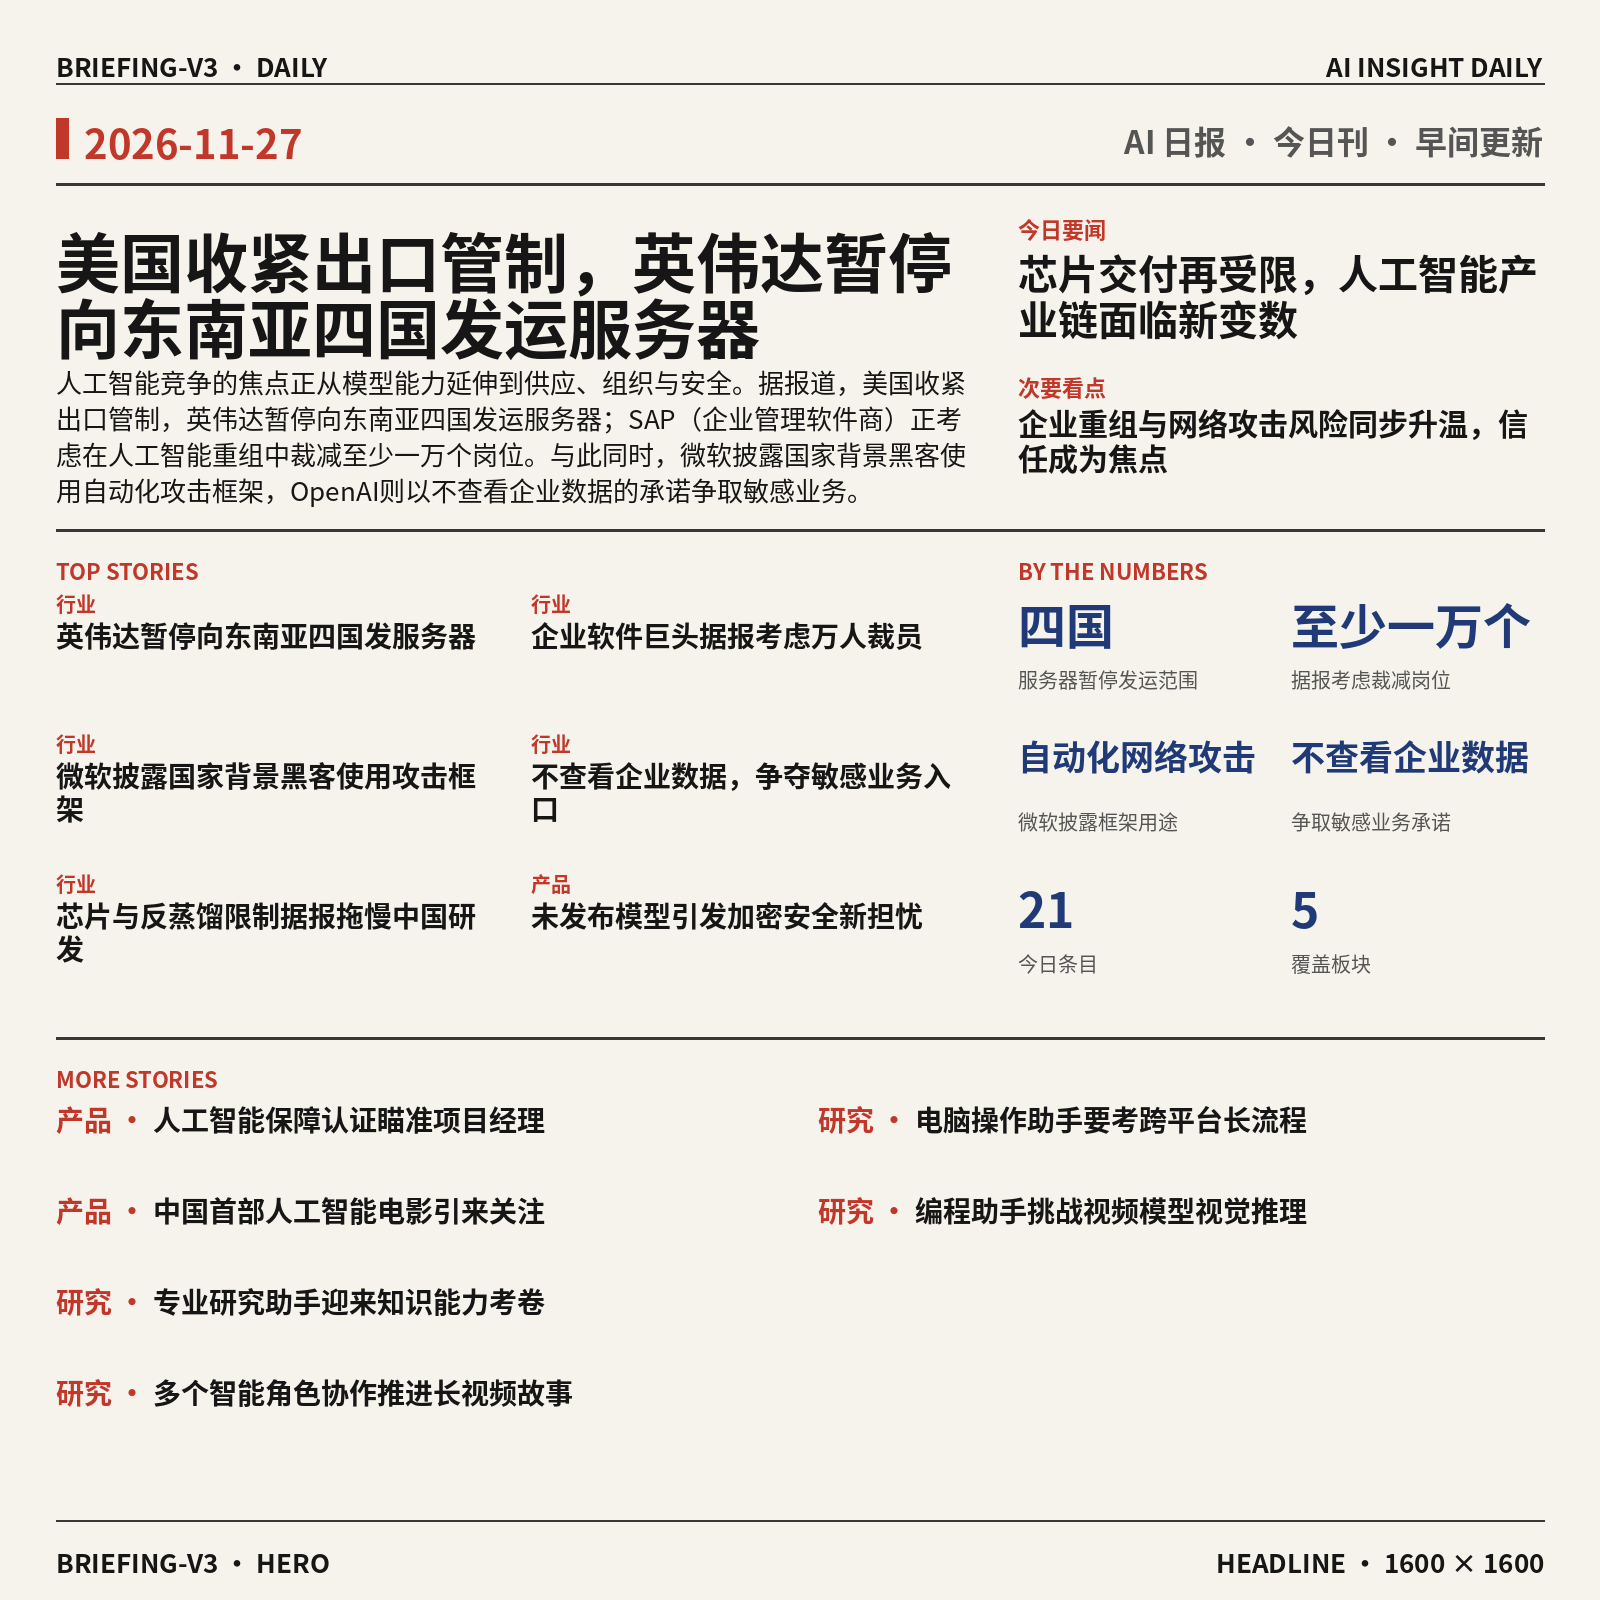 BRIEFING-V3 • DAILY
AI INSIGHT DAILY
2026-11-27
AI 日报 • 今日刊 • 早间更新
美国收紧出口管制，英伟达暂停
向东南亚四国发运服务器
人工智能竞争的焦点正从模型能力延伸到供应、组织与安全。据报道，美国收紧
出口管制，英伟达暂停向东南亚四国发运服务器；SAP（企业管理软件商）正考
虑在人工智能重组中裁减至少一万个岗位。与此同时，微软披露国家背景黑客使
用自动化攻击框架，OpenAI则以不查看企业数据的承诺争取敏感业务。
今日要闻
芯片交付再受限，人工智能产
业链面临新变数
次要看点
企业重组与网络攻击风险同步升温，信
任成为焦点
TOP STORIES
行业
英伟达暂停向东南亚四国发服务器
行业
企业软件巨头据报考虑万人裁员
行业
微软披露国家背景黑客使用攻击框
架
行业
不查看企业数据，争夺敏感业务入
口
行业
芯片与反蒸馏限制据报拖慢中国研
发
产品
未发布模型引发加密安全新担忧
BY THE NUMBERS
四国
服务器暂停发运范围
至少一万个
据报考虑裁减岗位
自动化网络攻击
微软披露框架用途
不查看企业数据
争取敏感业务承诺
21
今日条目
5
覆盖板块
MORE STORIES
产品 • 人工智能保障认证瞄准项目经理
产品 • 中国首部人工智能电影引来关注
研究 • 专业研究助手迎来知识能力考卷
研究 • 多个智能角色协作推进长视频故事
研究 • 电脑操作助手要考跨平台长流程
研究 • 编程助手挑战视频模型视觉推理
BRIEFING-V3 • HERO
HEADLINE • 1600 × 1600